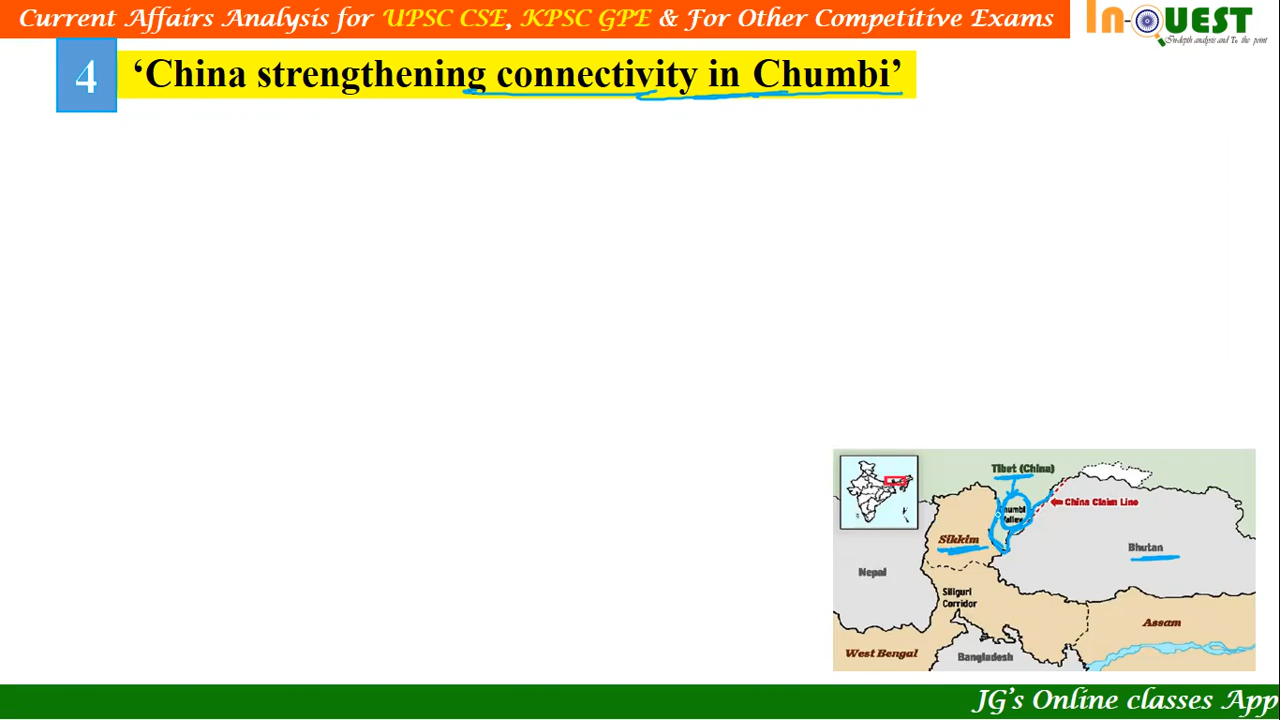 Current Affairs Analysis for UPSC CSE, KPSC GPE & For Other Competitive Exams
In-QUEST
In-depth analysis and To the point
4 ‘China strengthening connectivity in Chumbi’
Tibet (China)
China Claim Line
Chumbi
Valley
Sikkim
Bhutan
Nepal
Siliguri
Corridor
Assam
West Bengal
Bangladesh
JG's Online classes App